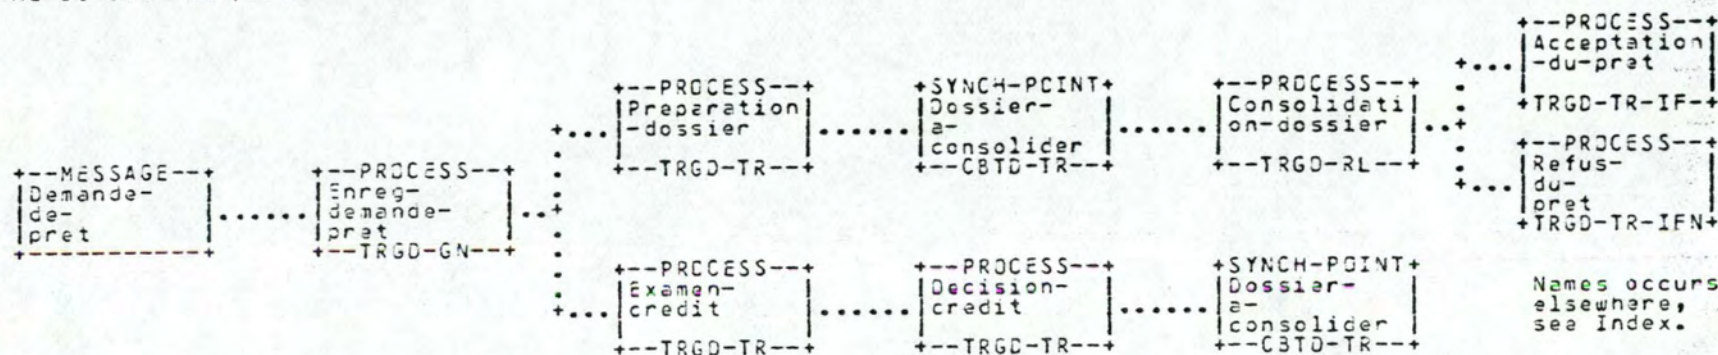 +--PROCESS--+
Acceptation
-du-pret
+TRGD-TR-IF--+
+--PROCESS--+
Preparation
-dossier
+--TRGD-TR--+
+SYNCH-POINT+
Dossier-
a-
consolider
+--CBTD-TR--+
+--PROCESS--+
Consolidati
on-dossier
+--TRGD-RL--+
+--PROCESS--+
Refus-
du-
pret
+TRGD-TR-IFN+
+--MESSAGE--+
Demande-
de-
pret
+--PROCESS--+
Enreg-
demande-
pret
+--TRGD-GN--+
+--PROCESS--+
Examen-
credit
+--TRGD-TR--+
+--PROCESS--+
Decision-
credit
+--TRGD-TR--+
+SYNCH-POINT+
Dossier-
a-
consolider
+--CBTD-TR--+
Names occurs
elsewhere,
see Index.